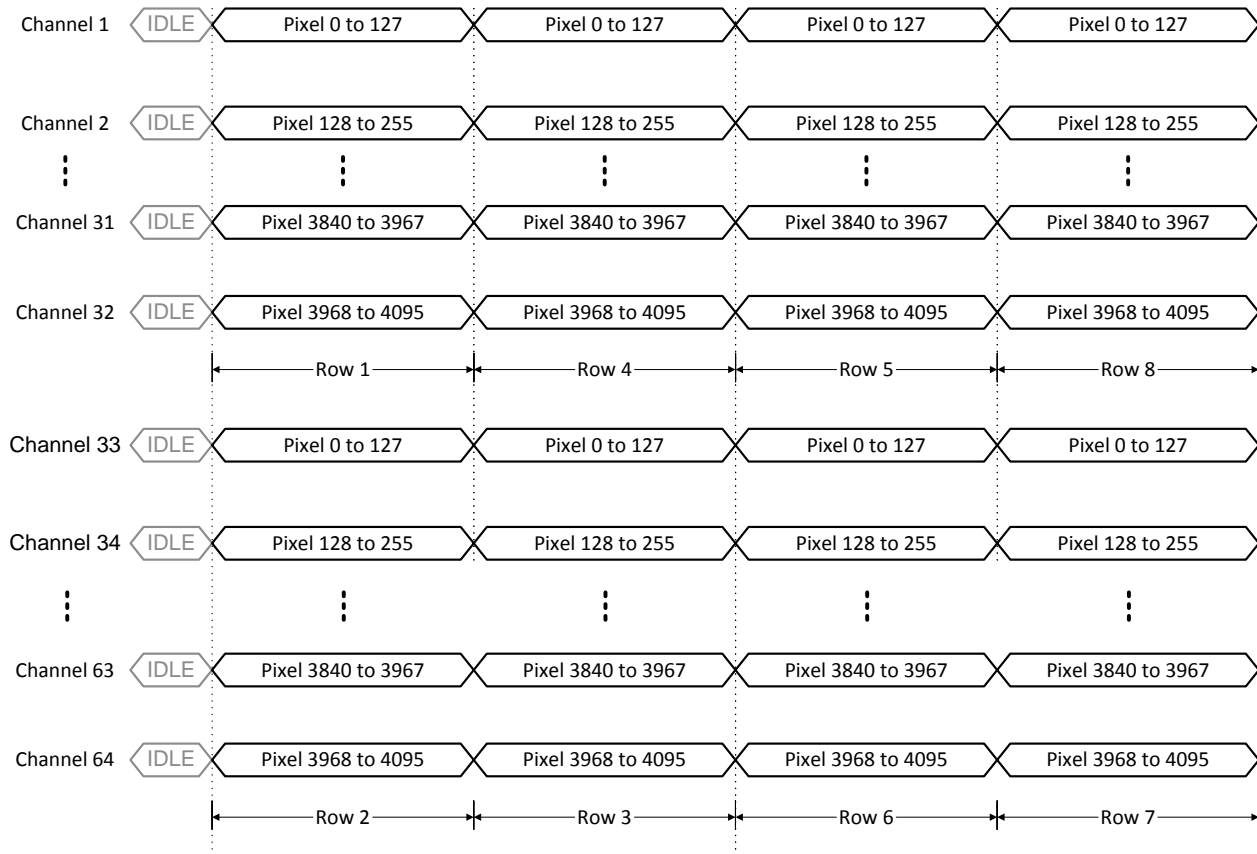 Channel 1 IDLE Pixel 0 to 127 Pixel 0 to 127 Pixel 0 to 127 Pixel 0 to 127
Channel 2 IDLE Pixel 128 to 255 Pixel 128 to 255 Pixel 128 to 255 Pixel 128 to 255
Channel 31 IDLE Pixel 3840 to 3967 Pixel 3840 to 3967 Pixel 3840 to 3967 Pixel 3840 to 3967
Channel 32 IDLE Pixel 3968 to 4095 Pixel 3968 to 4095 Pixel 3968 to 4095 Pixel 3968 to 4095
Row 1 Row 4 Row 5 Row 8
Channel 33 IDLE Pixel 0 to 127 Pixel 0 to 127 Pixel 0 to 127 Pixel 0 to 127
Channel 34 IDLE Pixel 128 to 255 Pixel 128 to 255 Pixel 128 to 255 Pixel 128 to 255
Channel 63 IDLE Pixel 3840 to 3967 Pixel 3840 to 3967 Pixel 3840 to 3967 Pixel 3840 to 3967
Channel 64 IDLE Pixel 3968 to 4095 Pixel 3968 to 4095 Pixel 3968 to 4095 Pixel 3968 to 4095
Row 2 Row 3 Row 6 Row 7